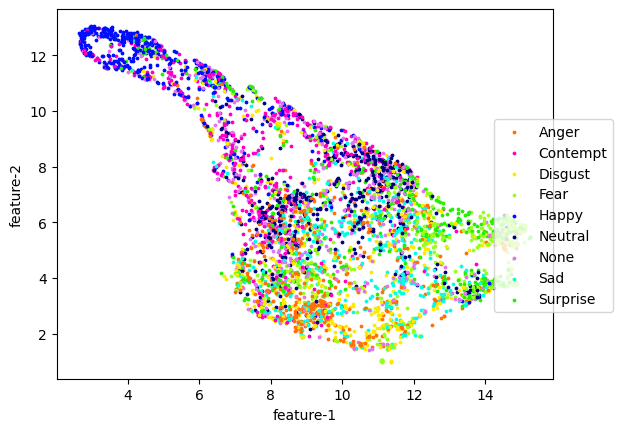 12
10
8
6
4
2
feature-2
4 6 8 10 12 14
feature-1
Anger
Contempt
Disgust
Fear
Happy
Neutral
None
Sad
Surprise